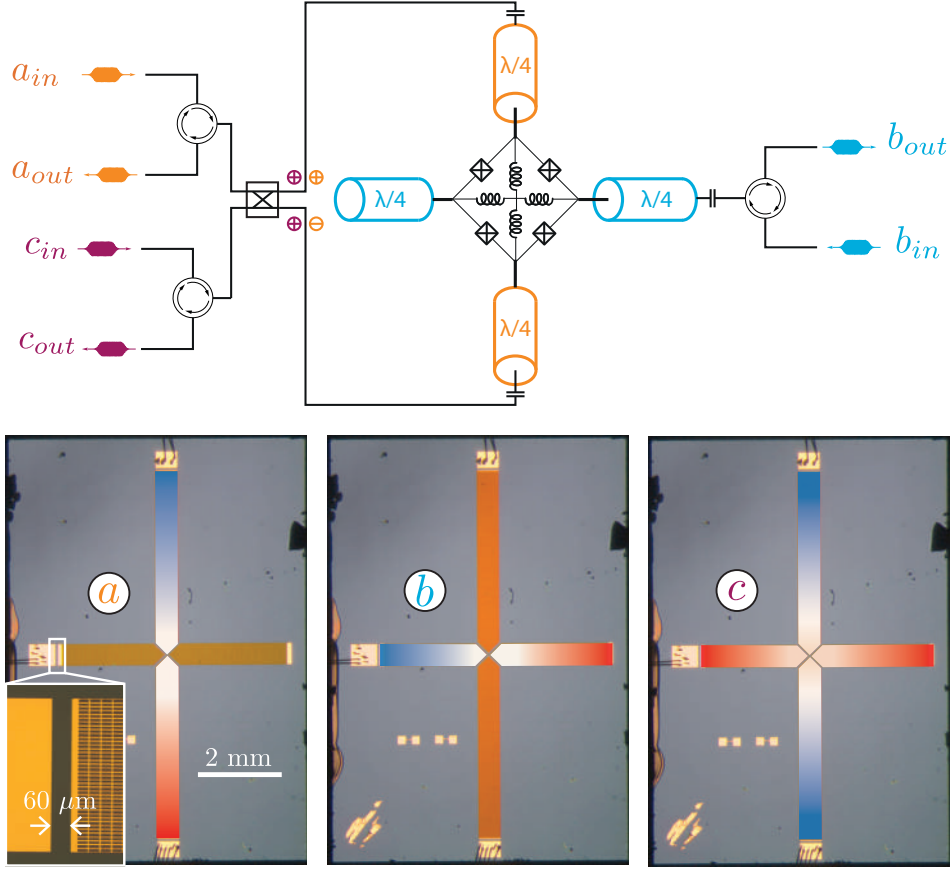 a_in
a_out
c_in
c_out
λ/4
λ/4
λ/4
λ/4
b_out
b_in
⊕ ⊕
⊕ ⊖
a
b
c
2 mm
60 μm